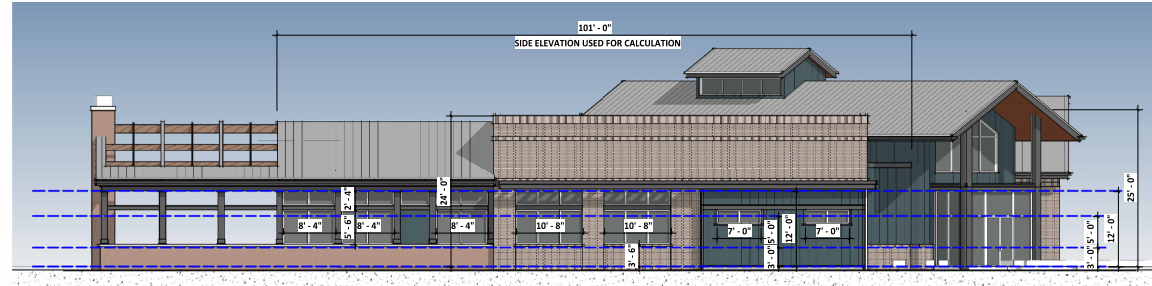 101' - 0"
SIDE ELEVATION USED FOR CALCULATION
24' - 0"
2' - 4"
5' - 6"
8' - 4"
8' - 4"
8' - 4"
10' - 8"
10' - 8"
3' - 6"
7' - 0"
7' - 0"
5' - 0"
3' - 0"
12' - 0"
25' - 0"
12' - 0"
5' - 0"
3' - 0"